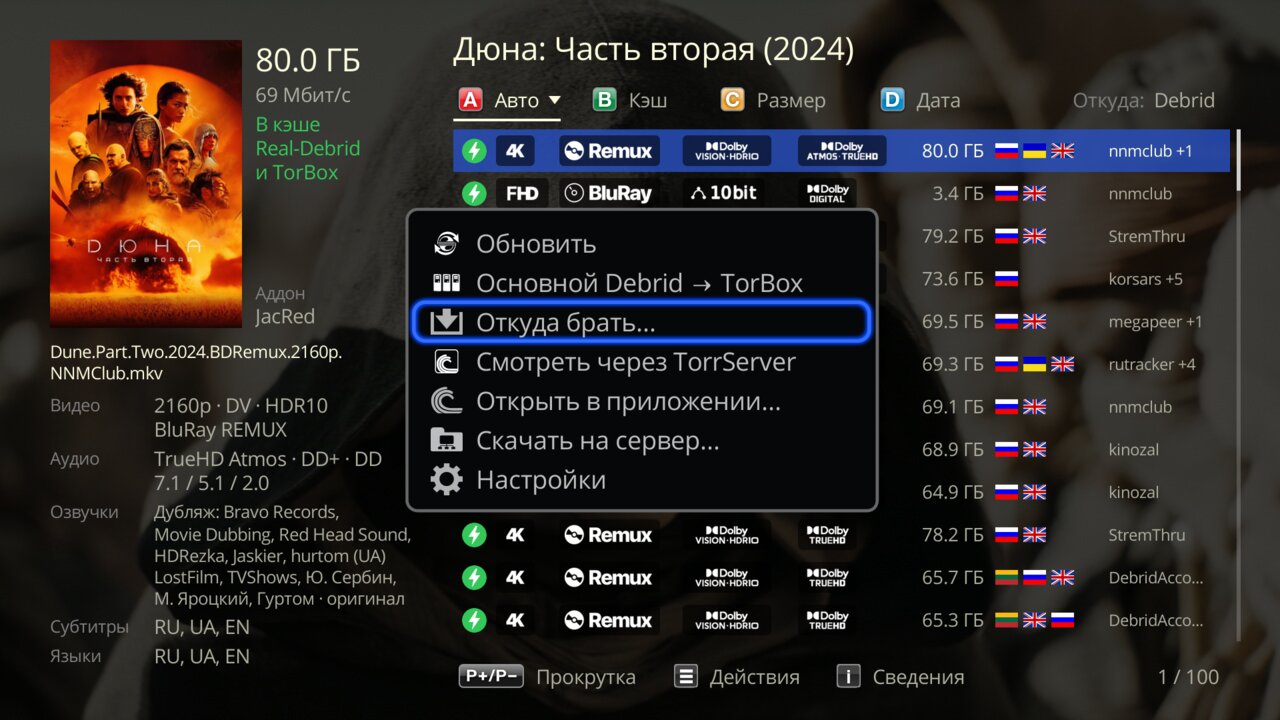 80.0 ГБ
69 Мбит/с
В кэше
Real-Debrid
и TorBox
ДЮНА
ЧАСТЬ ВТОРАЯ
Аддон
JacRed
Dune.Part.Two.2024.BDRemux.2160p.
NNMClub.mkv
Видео 2160p · DV · HDR10
BluRay REMUX
Аудио TrueHD Atmos · DD+ · DD
7.1 / 5.1 / 2.0
Озвучки Дубляж: Bravo Records,
Movie Dubbing, Red Head Sound,
HDRezka, Jaskier, hurtom (UA)
LostFilm, TVShows, Ю. Сербин,
М. Яроцкий, Гуртом · оригинал
Субтитры RU, UA, EN
Языки RU, UA, EN
Дюна: Часть вторая (2024)
A Авто B Кэш C Размер D Дата Откуда: Debrid
4K Remux Dolby VISION·HDR10 Dolby ATMOS·TRUEHD 80.0 ГБ nnmclub +1
FHD BluRay 10bit Dolby DIGITAL 3.4 ГБ nnmclub
79.2 ГБ StremThru
73.6 ГБ korsars +5
69.5 ГБ megapeer +1
69.3 ГБ rutracker +4
69.1 ГБ nnmclub
68.9 ГБ kinozal
64.9 ГБ kinozal
4K Remux Dolby VISION·HDR10 Dolby TRUEHD 78.2 ГБ StremThru
4K Remux Dolby VISION·HDR10 Dolby TRUEHD 65.7 ГБ DebridAcco...
4K Remux Dolby VISION·HDR10 Dolby TRUEHD 65.3 ГБ DebridAcco...
Обновить
Основной Debrid → TorBox
Откуда брать...
Смотреть через TorrServer
Открыть в приложении...
Скачать на сервер...
Настройки
P+/P− Прокрутка Действия i Сведения 1 / 100